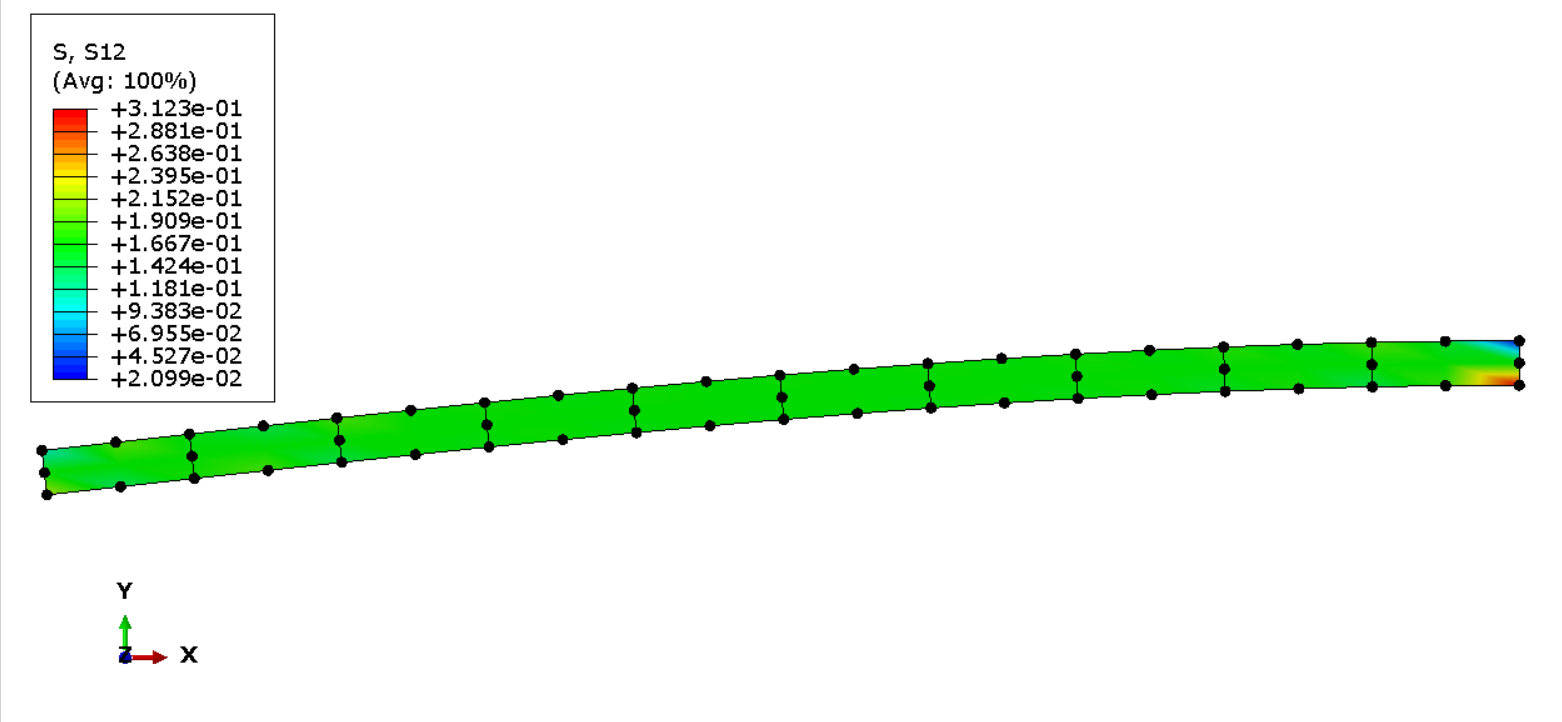 S, S12
(Avg: 100%)
+3.123e-01
+2.881e-01
+2.638e-01
+2.395e-01
+2.152e-01
+1.909e-01
+1.667e-01
+1.424e-01
+1.181e-01
+9.383e-02
+6.955e-02
+4.527e-02
+2.099e-02
Y
Z X